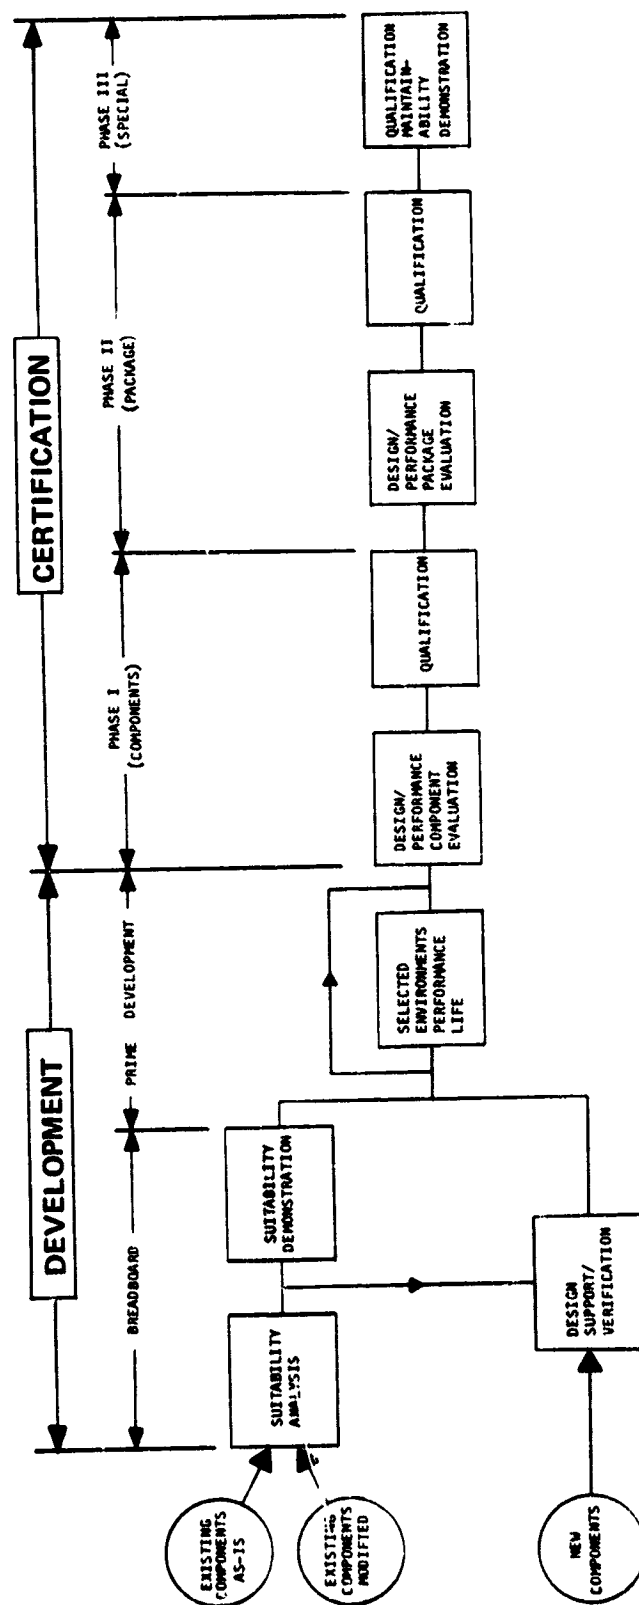 DEVELOPMENT
CERTIFICATION
BREADBOARD
PRIME DEVELOPMENT
PHASE I
(COMPONENTS)
PHASE II
(PACKAGE)
PHASE III
(SPECIAL)
EXISTING
COMPONENTS
AS-IS
EXISTING
COMPONENTS
MODIFIED
NEW
COMPONENTS
SUITABILITY
ANALYSIS
SUITABILITY
DEMONSTRATION
DESIGN
SUPPORT/
VERIFICATION
SELECTED
ENVIRONMENTS
PERFORMANCE
LIFE
DESIGN/
PERFORMANCE
COMPONENT
EVALUATION
QUALIFICATION
DESIGN/
PERFORMANCE
PACKAGE
EVALUATION
QUALIFICATION
QUALIFICATION
MAINTAIN-
ABILITY
DEMONSTRATION